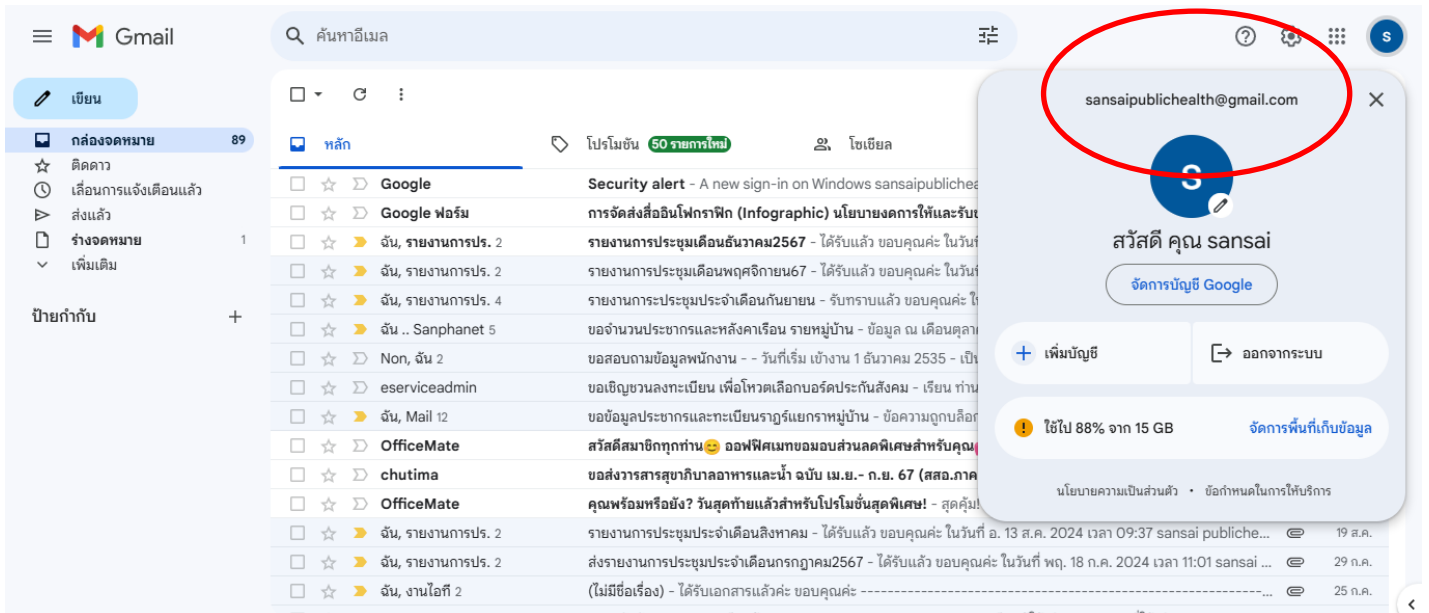 Gmail
ค้นหาอีเมล
s
เขียน
sansaipublichealth@gmail.com
กล่องจดหมาย 89
หลัก
โปรโมชัน 50 รายการใหม่
โซเชียล
ติดดาว
เลื่อนการแจ้งเตือนแล้ว
ส่งแล้ว
ร่างจดหมาย 1
เพิ่มเติม
ป้ายกำกับ
Google Security alert - A new sign-in on Windows sansaipublichea
Google ฟอร์ม การจัดส่งสื่ออินโฟกราฟิก (Infographic) นโยบายงดการให้และรับข
ฉัน, รายงานการปร. 2 รายงานการประชุมเดือนธันวาคม2567 - ได้รับแล้ว ขอบคุณค่ะ ในวันที่
ฉัน, รายงานการปร. 2 รายงานการประชุมเดือนพฤศจิกายน67 - ได้รับแล้ว ขอบคุณค่ะ ในวันที่
ฉัน, รายงานการปร. 4 รายงานการะประชุมประจำเดือนกันยายน - รับทราบแล้ว ขอบคุณค่ะ ใ
ฉัน .. Sanphanet 5 ขอจำนวนประชากรและหลังคาเรือน รายหมู่บ้าน - ข้อมูล ณ เดือนตุลา
Non, ฉัน 2 ขอสอบถามข้อมูลพนักงาน - - วันที่เริ่ม เข้างาน 1 ธันวาคม 2535 - เป็
eserviceadmin ขอเชิญชวนลงทะเบียน เพื่อโหวตเลือกบอร์ดประกันสังคม - เรียน ท่าน
ฉัน, Mail 12 ขอข้อมูลประชากรและทะเบียนราฎร์แยกราหมู่บ้าน - ข้อความถูกบล็อก
OfficeMate สวัสดีสมาชิกทุกท่าน😊 ออฟฟิศเมทขอมอบส่วนลดพิเศษสำหรับคุณ
chutima ขอส่งวารสารสุขาภิบาลอาหารและน้ำ ฉบับ เม.ย.- ก.ย. 67 (สสอ.ภาค
OfficeMate คุณพร้อมหรือยัง? วันสุดท้ายแล้วสำหรับโปรโมชั่นสุดพิเศษ! - สุดคุ้ม!
ฉัน, รายงานการปร. 2 รายงานการประชุมประจำเดือนสิงหาคม - ได้รับแล้ว ขอบคุณค่ะ ในวันที่ อ. 13 ส.ค. 2024 เวลา 09:37 sansai publiche... 19 ส.ค.
ฉัน, รายงานการปร. 2 ส่งรายงานการประชุมประจำเดือนกรกฎาคม2567 - ได้รับแล้ว ขอบคุณค่ะ ในวันที่ พฤ. 18 ก.ค. 2024 เวลา 11:01 sansai ... 29 ก.ค.
ฉัน, งานไอที 2 (ไม่มีชื่อเรื่อง) - ได้รับเอกสารแล้วค่ะ ขอบคุณค่ะ ---------------------------------------------------------... 25 ก.ค.
S
สวัสดี คุณ sansai
จัดการบัญชี Google
เพิ่มบัญชี
ออกจากระบบ
ใช้ไป 88% จาก 15 GB
จัดการพื้นที่เก็บข้อมูล
นโยบายความเป็นส่วนตัว • ข้อกำหนดในการให้บริการ